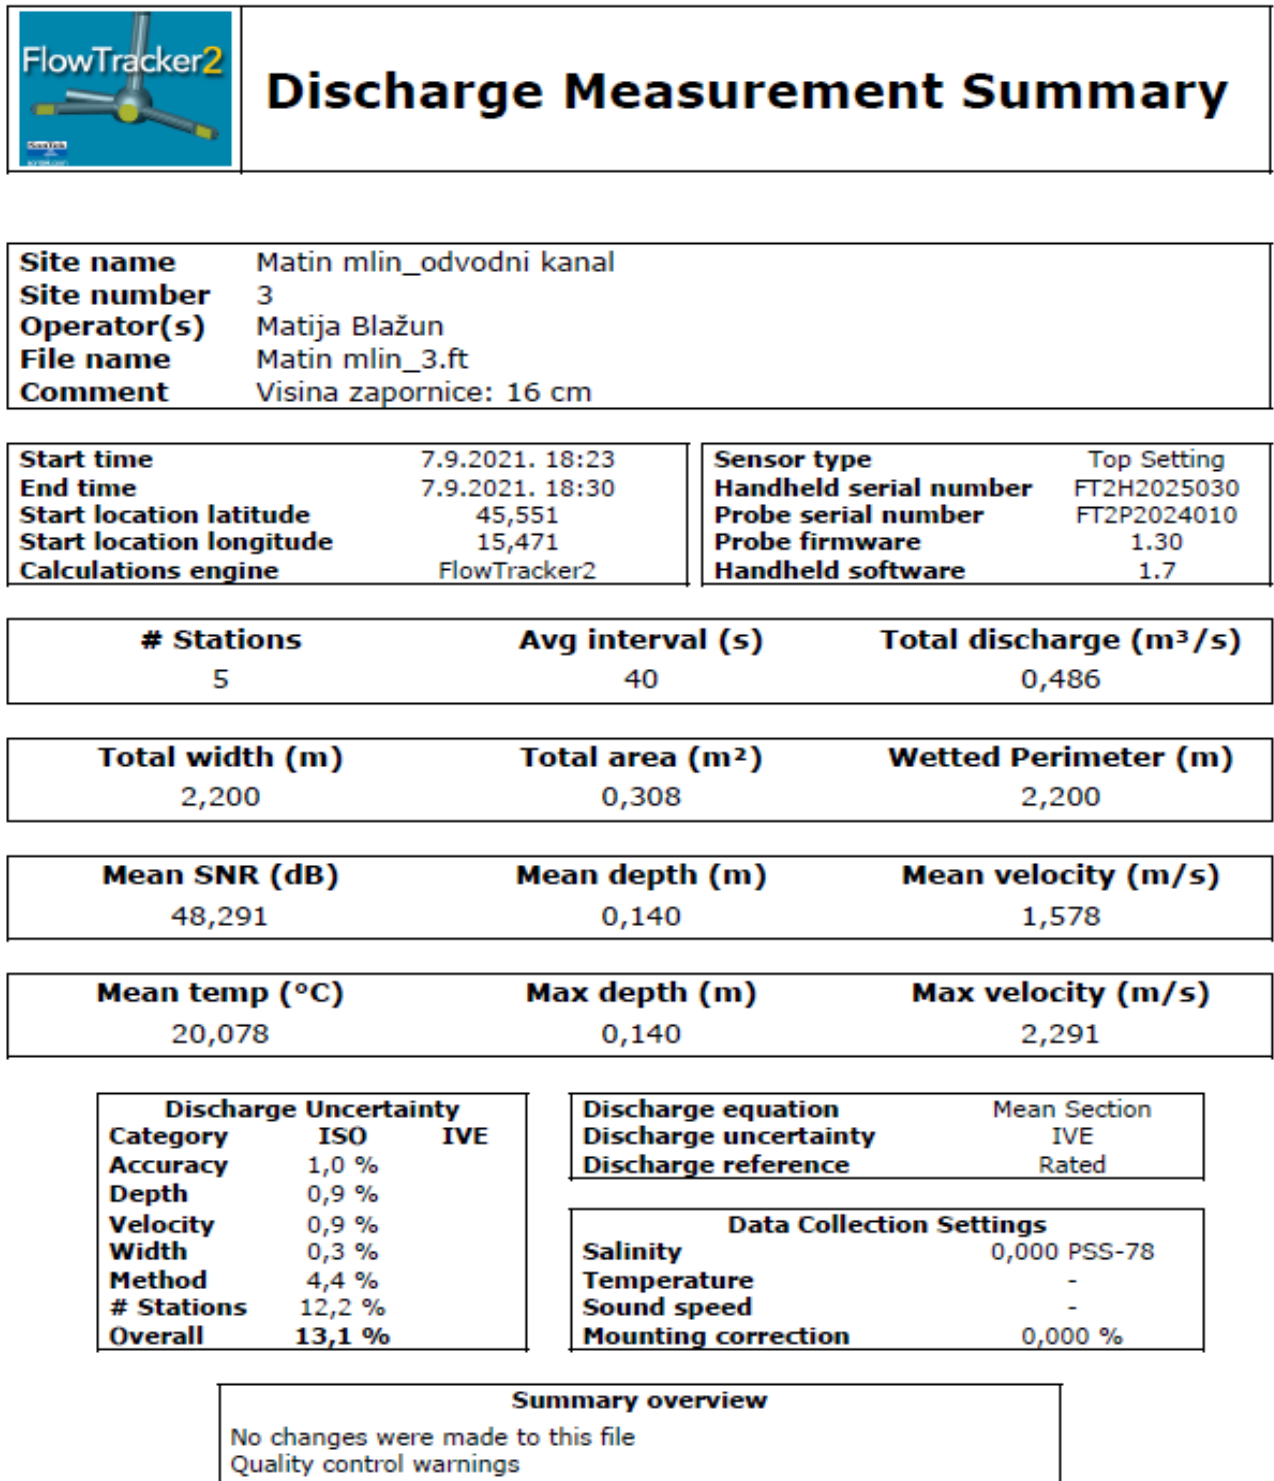 FlowTracker2
SonTek
Discharge Measurement Summary
Site name Matin mlin_odvodni kanal
Site number 3
Operator(s) Matija Blažun
File name Matin mlin_3.ft
Comment Visina zapornice: 16 cm
Start time 7.9.2021. 18:23
End time 7.9.2021. 18:30
Start location latitude 45,551
Start location longitude 15,471
Calculations engine FlowTracker2
Sensor type Top Setting
Handheld serial number FT2H2025030
Probe serial number FT2P2024010
Probe firmware 1.30
Handheld software 1.7
# Stations Avg interval (s) Total discharge (m³/s)
5 40 0,486
Total width (m) Total area (m²) Wetted Perimeter (m)
2,200 0,308 2,200
Mean SNR (dB) Mean depth (m) Mean velocity (m/s)
48,291 0,140 1,578
Mean temp (°C) Max depth (m) Max velocity (m/s)
20,078 0,140 2,291
Discharge Uncertainty
Category ISO IVE
Accuracy 1,0 %
Depth 0,9 %
Velocity 0,9 %
Width 0,3 %
Method 4,4 %
# Stations 12,2 %
Overall 13,1 %
Discharge equation Mean Section
Discharge uncertainty IVE
Discharge reference Rated
Data Collection Settings
Salinity 0,000 PSS-78
Temperature -
Sound speed -
Mounting correction 0,000 %
Summary overview
No changes were made to this file
Quality control warnings